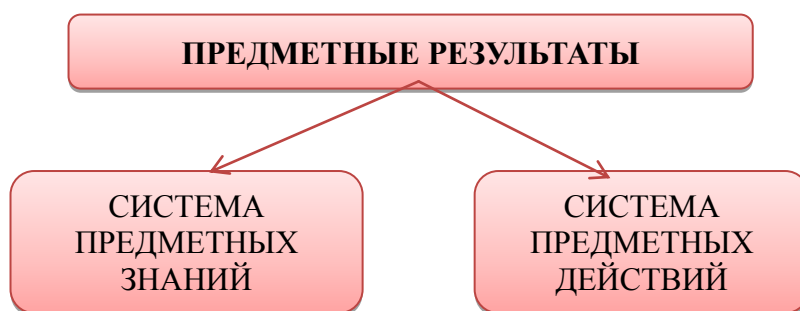 ПРЕДМЕТНЫЕ РЕЗУЛЬТАТЫ
СИСТЕМА
ПРЕДМЕТНЫХ
ЗНАНИЙ
СИСТЕМА
ПРЕДМЕТНЫХ
ДЕЙСТВИЙ